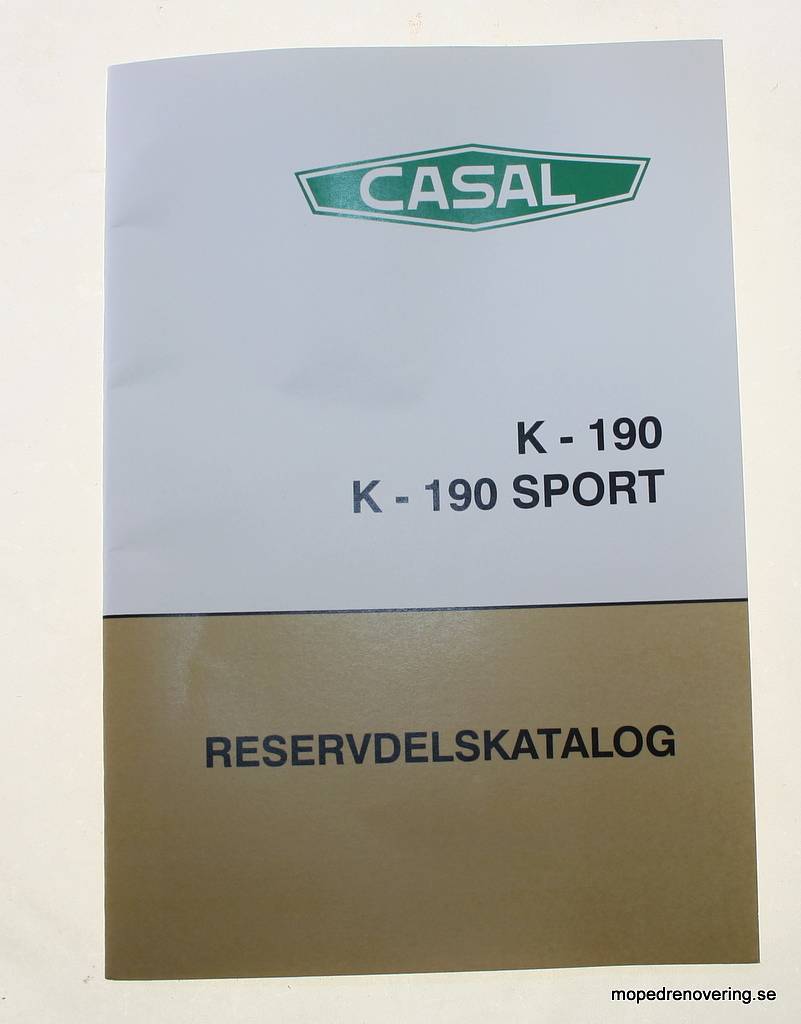 CASAL
K - 190
K - 190 SPORT
RESERVDELSKATALOG
mopedrenovering.se